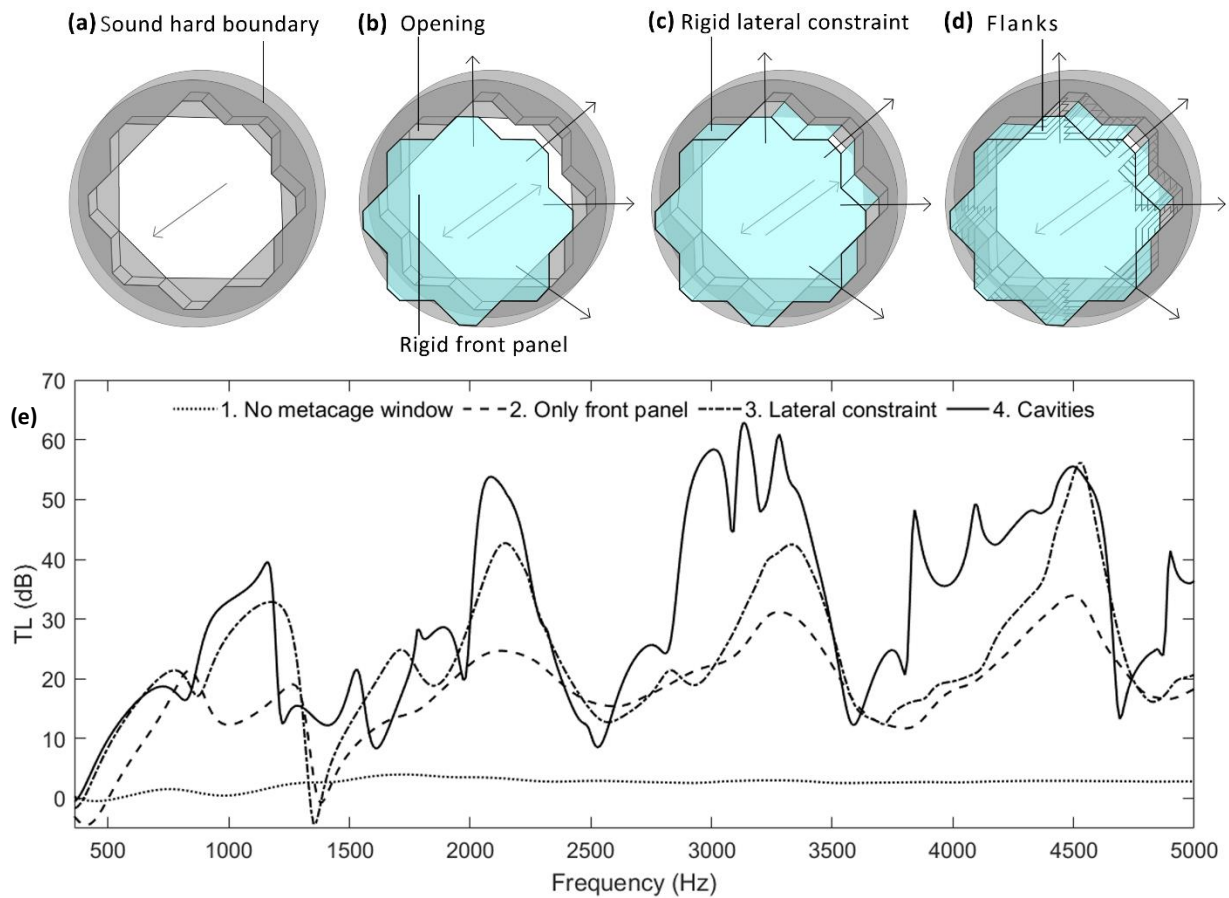 (a) Sound hard boundary
(b) Opening
(c) Rigid lateral constraint
(d) Flanks
Rigid front panel
(e)
1. No metacage window
2. Only front panel
3. Lateral constraint
4. Cavities
TL (dB)
70
60
50
40
30
20
10
0
500 1000 1500 2000 2500 3000 3500 4000 4500 5000
Frequency (Hz)